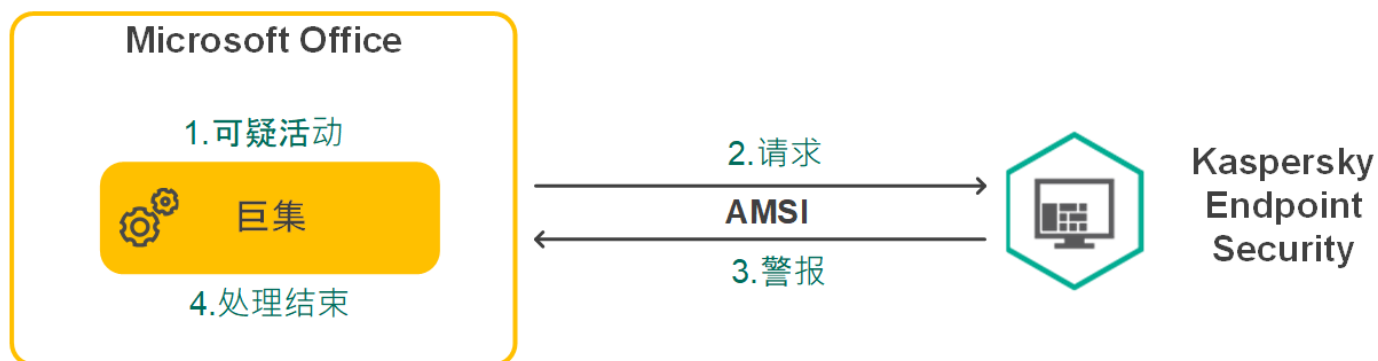 Microsoft Office
1.可疑活动
巨集
4.处理结束
2.请求
AMSI
3.警报
Kaspersky
Endpoint
Security